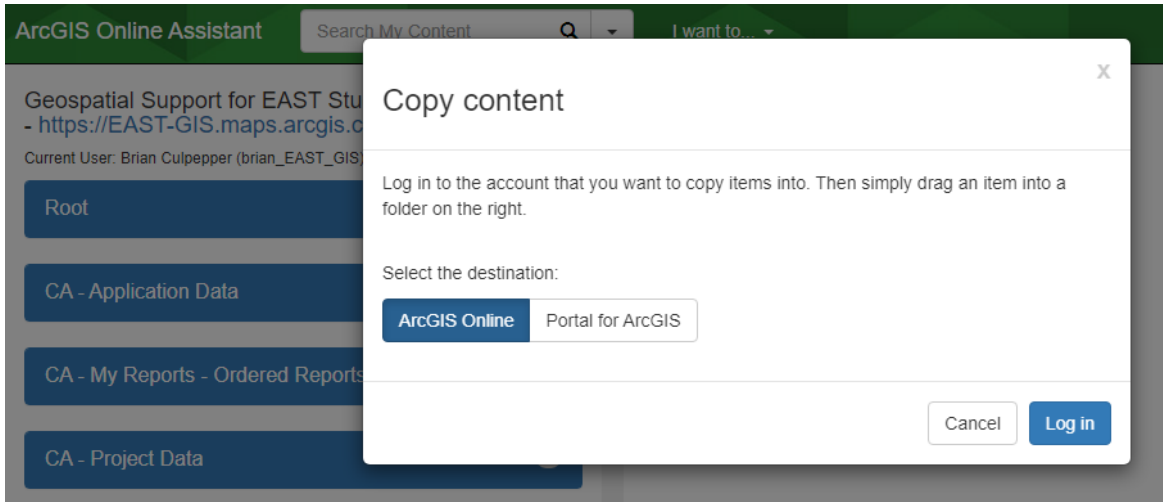 ArcGIS Online Assistant
Search My Content
I want to...
Geospatial Support for EAST Stu
- https://EAST-GIS.maps.arcgis.c
Current User: Brian Culpepper (brian_EAST_GIS)
Root
CA - Application Data
CA - My Reports - Ordered Reports
CA - Project Data
x
Copy content
Log in to the account that you want to copy items into. Then simply drag an item into a
folder on the right.
Select the destination:
ArcGIS Online
Portal for ArcGIS
Cancel
Log in